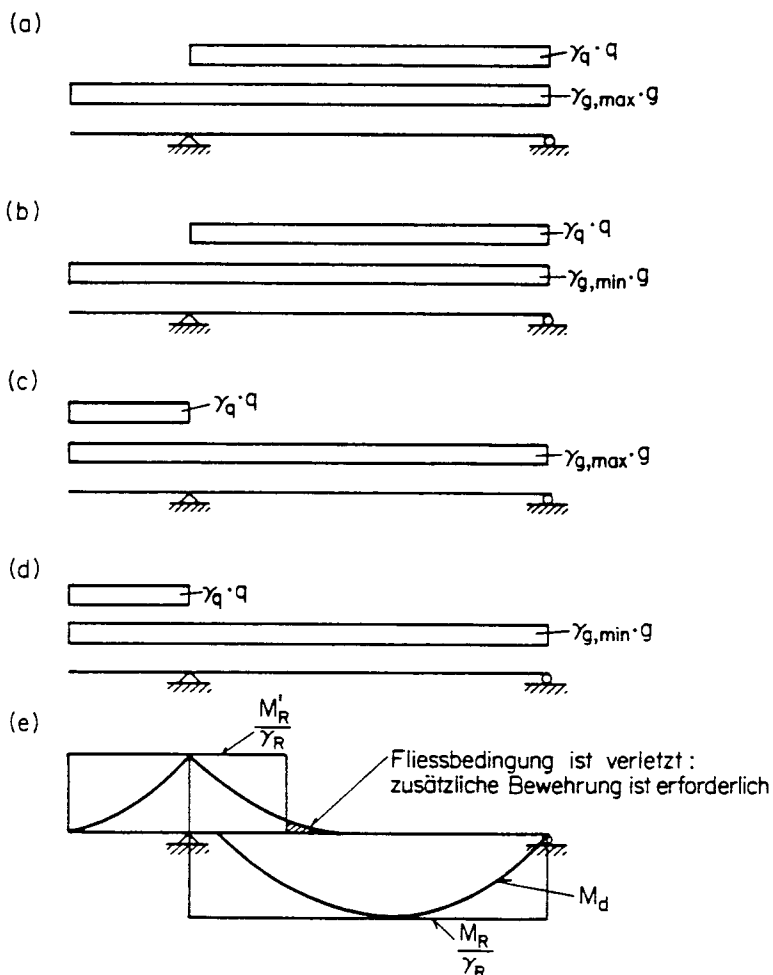 (a)
γq · q
γg,max · g
(b)
γq · q
γg,min · g
(c)
γq · q
γg,max · g
(d)
γq · q
γg,min · g
(e)
M'R
γR
Fliessbedingung ist verletzt :
zusätzliche Bewehrung ist erforderlich
Md
MR
γR